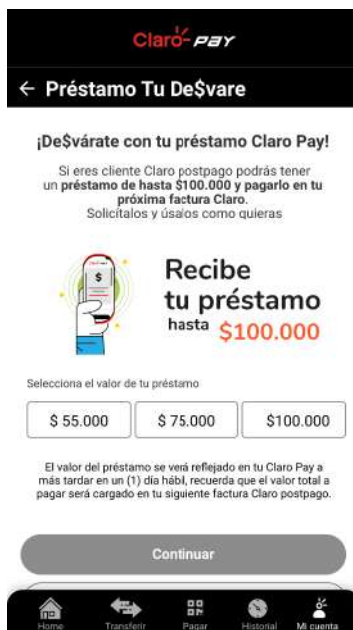 Claro-pay
← Préstamo Tu De$vare
¡De$várate con tu préstamo Claro Pay!
Si eres cliente Claro postpago podrás tener
un préstamo de hasta $100.000 y pagarlo en tu
próxima factura Claro.
Solicítalos y úsalos como quieras
$
Recibe
tu préstamo
hasta $100.000
Selecciona el valor de tu préstamo
$ 55.000 $ 75.000 $100.000
El valor del préstamo se verá reflejado en tu Claro Pay a
más tardar en un (1) día hábil, recuerda que el valor total a
pagar será cargado en tu siguiente factura Claro postpago.
Continuar
Home Transferir Pagar Historial Mi cuenta